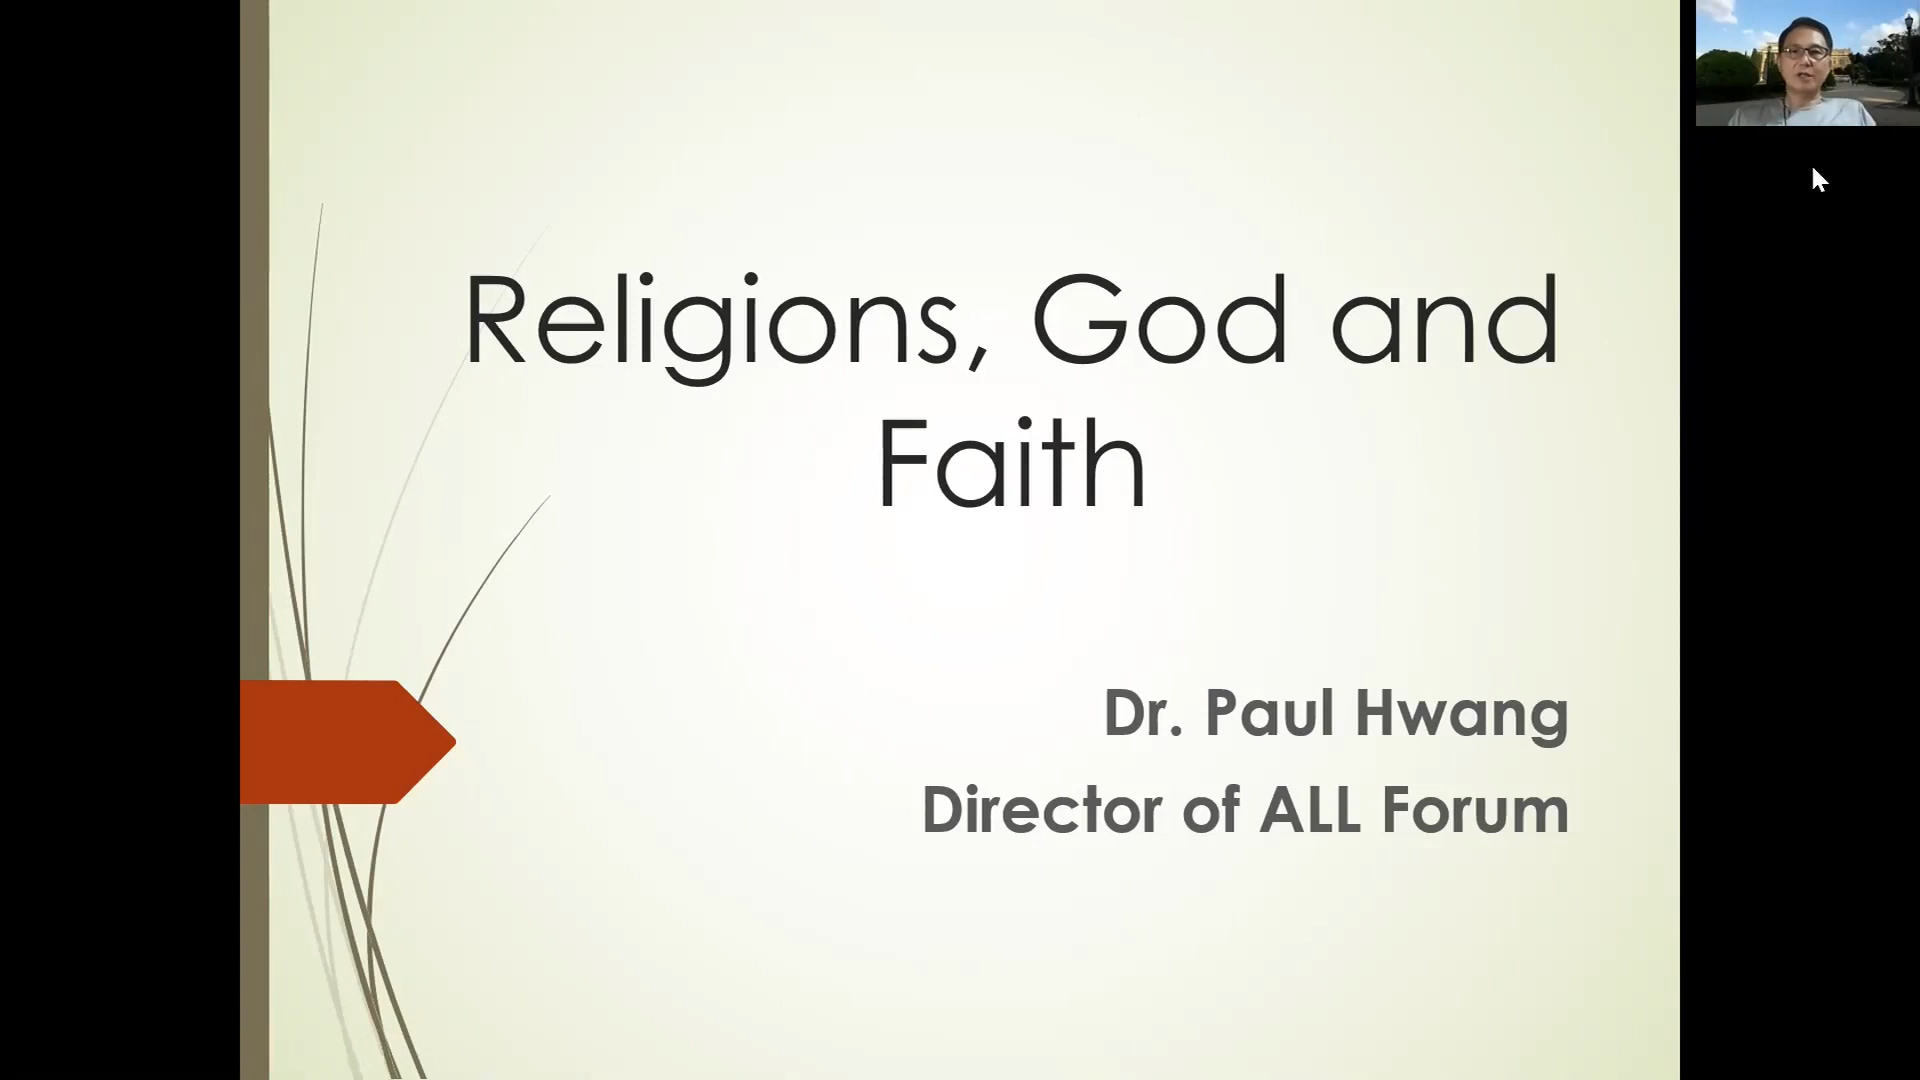 Religions, God and
Faith
Dr. Paul Hwang
Director of ALL Forum